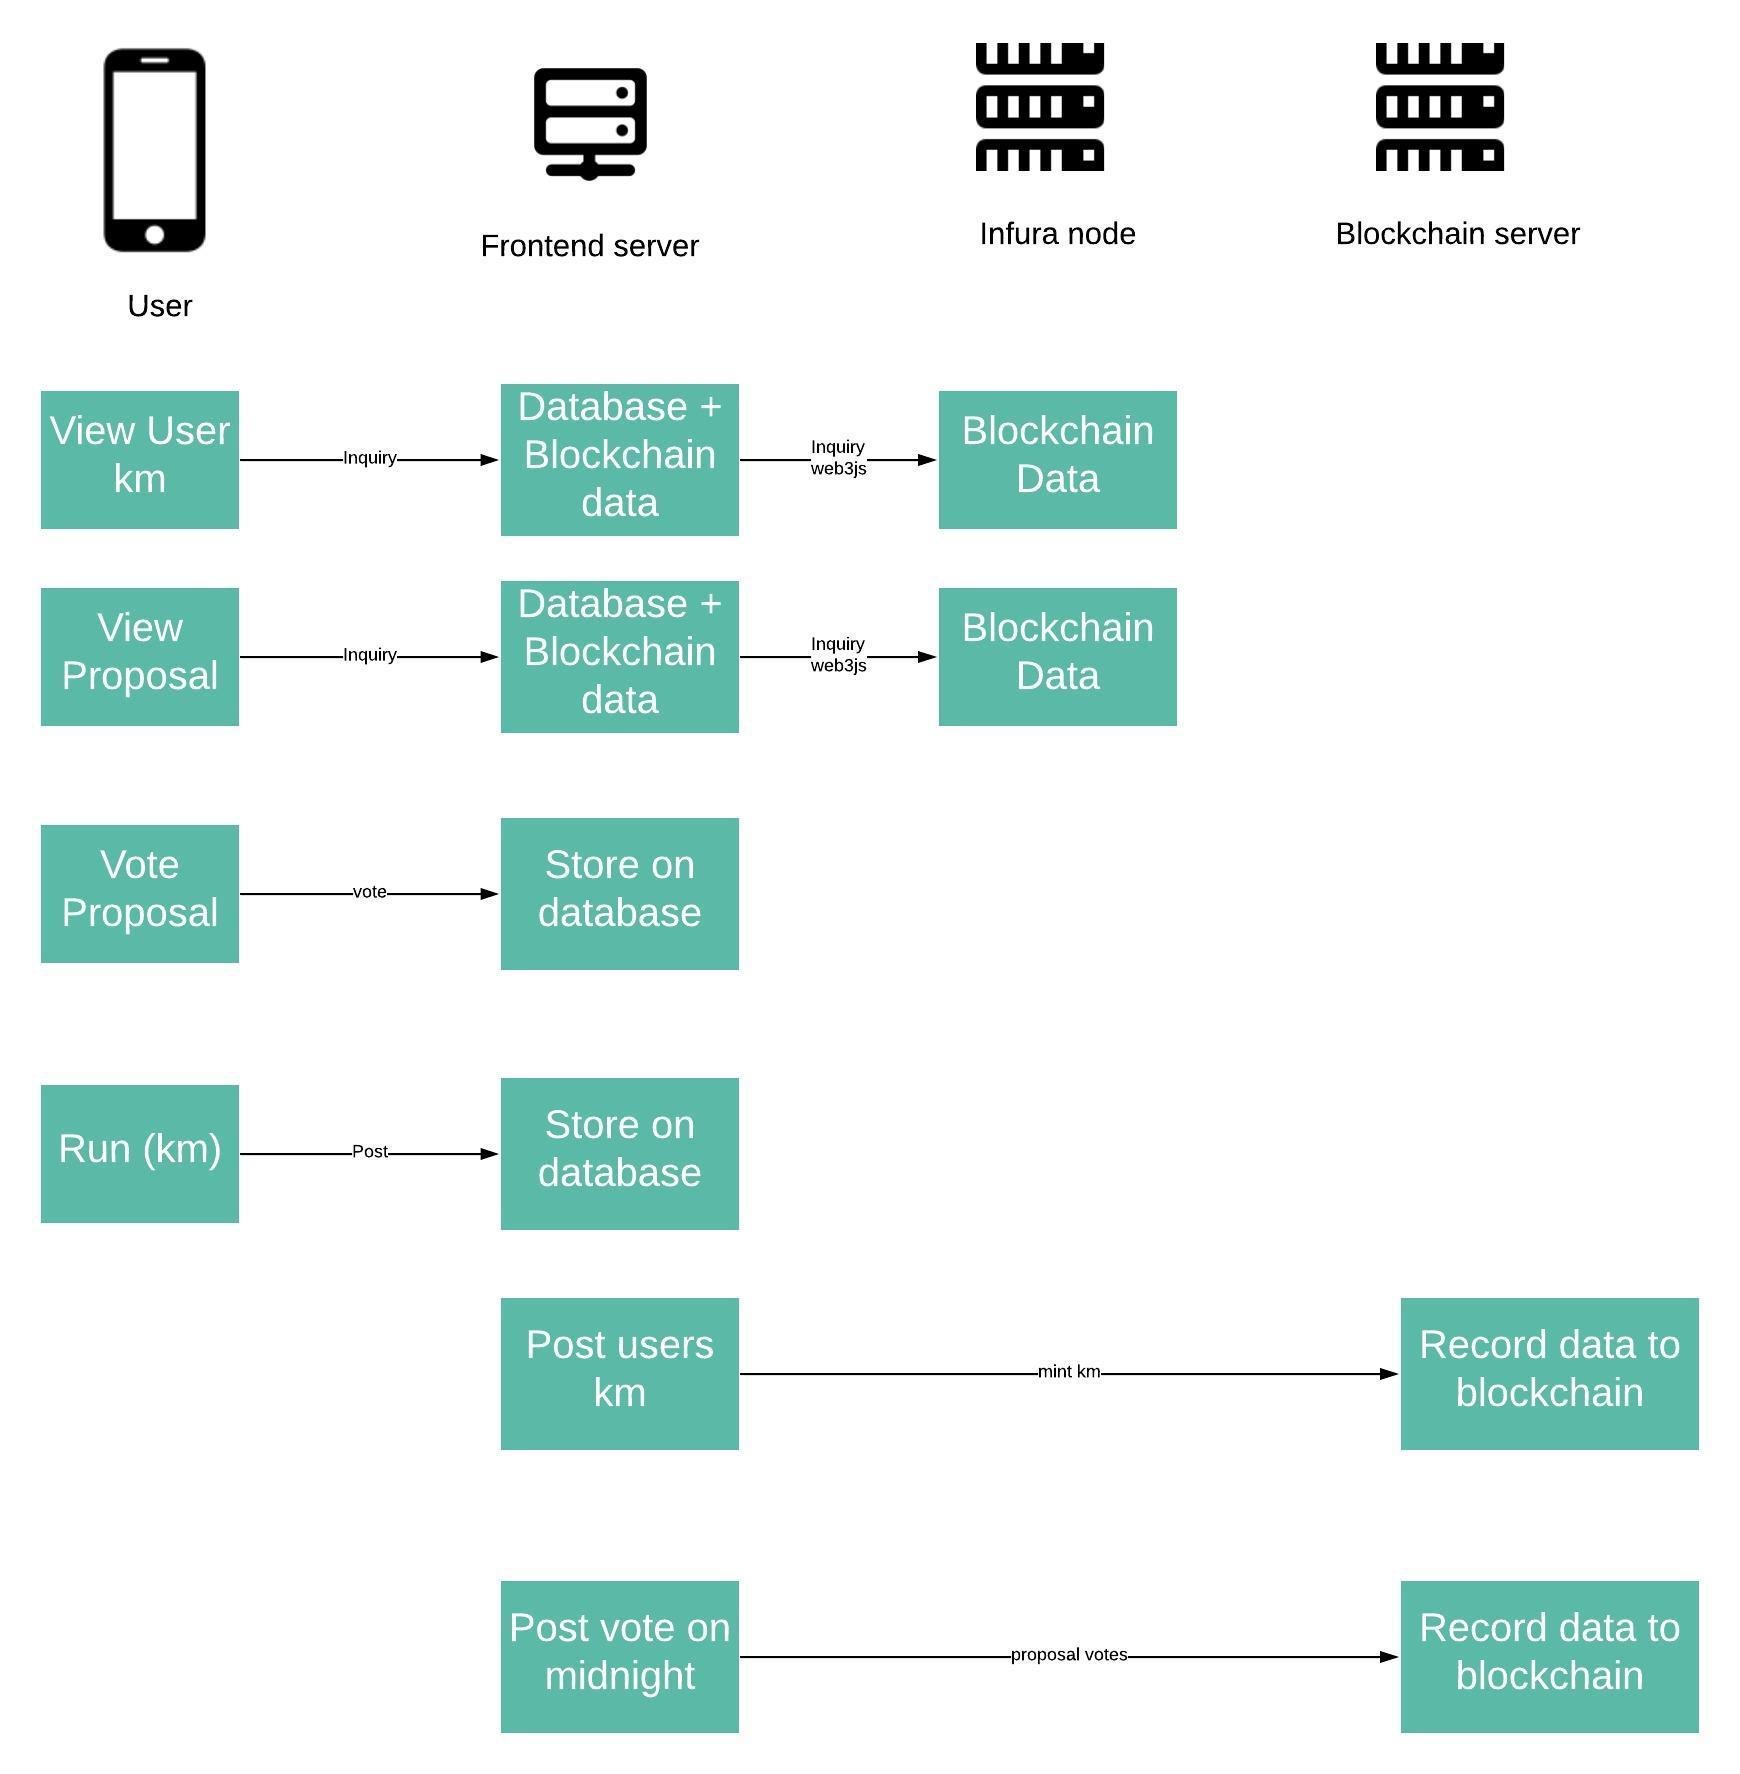 User
Frontend server
Infura node
Blockchain server
View User
km
Inquiry
Database +
Blockchain
data
Inquiry
web3js
Blockchain
Data
View
Proposal
Inquiry
Database +
Blockchain
data
Inquiry
web3js
Blockchain
Data
Vote
Proposal
vote
Store on
database
Run (km)
Post
Store on
database
Post users
km
mint km
Record data to
blockchain
Post vote on
midnight
proposal votes
Record data to
blockchain